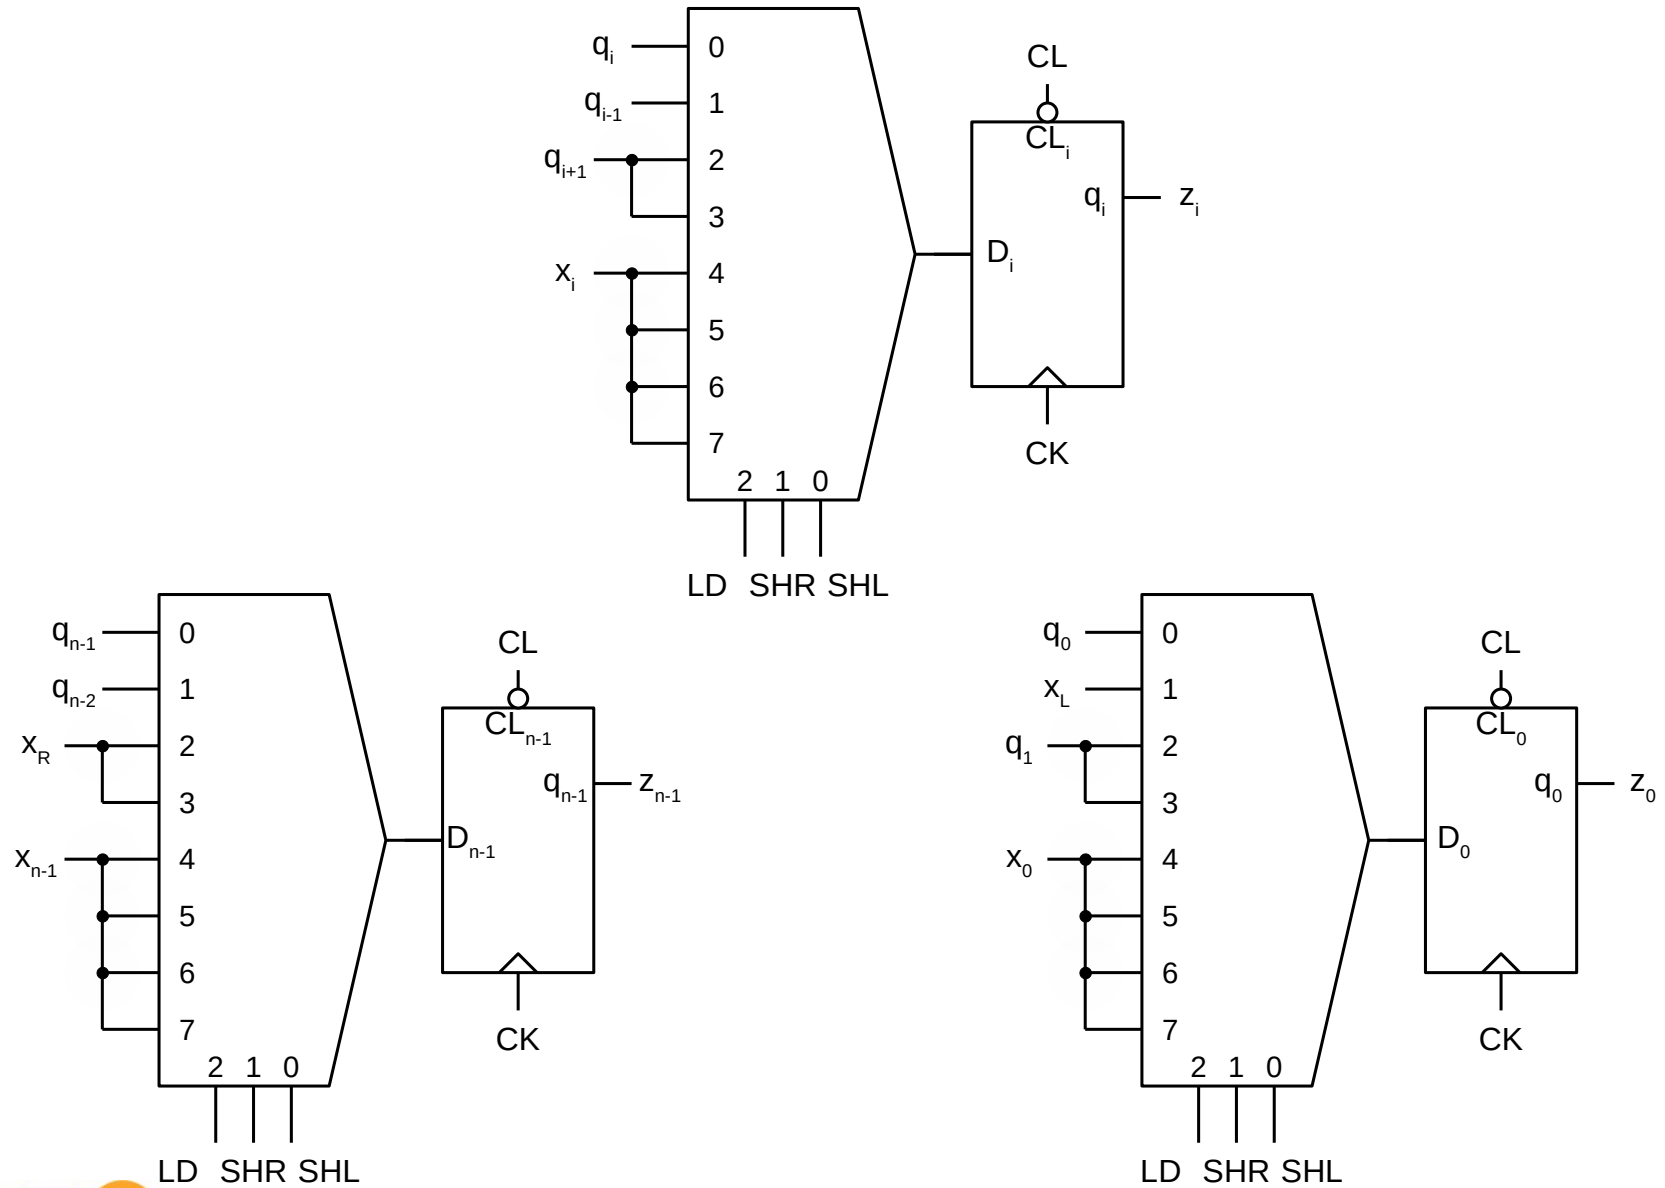 q_i 0
q_i-1 1
q_i+1 2
3
x_i 4
5
6
7
2 1 0
LD SHR SHL
CL
CL_i
q_i z_i
D_i
CK
q_n-1 0
q_n-2 1
x_R 2
3
x_n-1 4
5
6
7
2 1 0
LD SHR SHL
CL
CL_n-1
q_n-1 z_n-1
D_n-1
CK
q_0 0
x_L 1
q_1 2
3
x_0 4
5
6
7
2 1 0
LD SHR SHL
CL
CL_0
q_0 z_0
D_0
CK